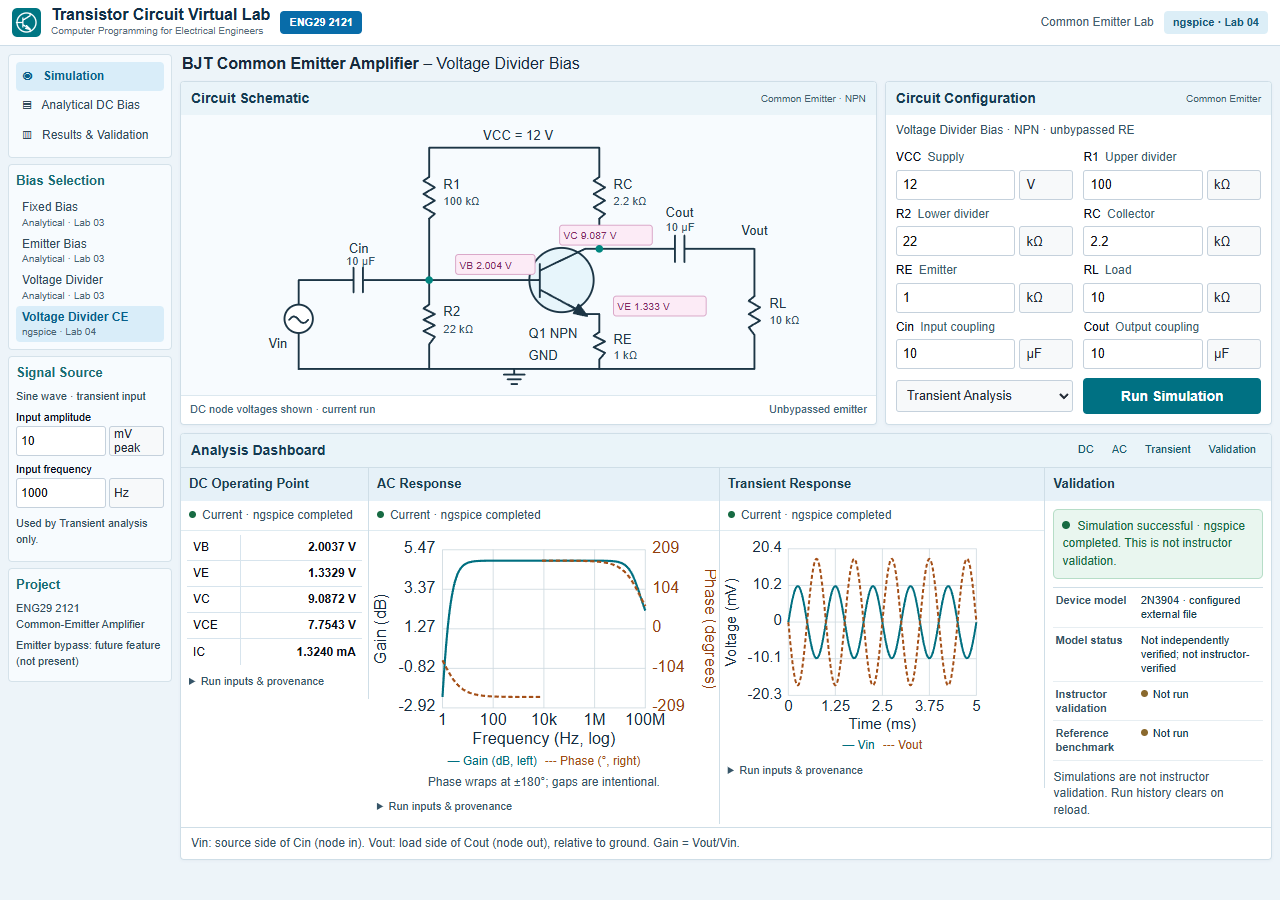 Transistor Circuit Virtual Lab
Computer Programming for Electrical Engineers
ENG29 2121
Common Emitter Lab
ngspice · Lab 04
Simulation
Analytical DC Bias
Results & Validation
Bias Selection
Fixed Bias
Analytical · Lab 03
Emitter Bias
Analytical · Lab 03
Voltage Divider
Analytical · Lab 03
Voltage Divider CE
ngspice · Lab 04
Signal Source
Sine wave · transient input
Input amplitude
10 mV peak
Input frequency
1000 Hz
Used by Transient analysis
only.
Project
ENG29 2121
Common-Emitter Amplifier
Emitter bypass: future feature
(not present)
BJT Common Emitter Amplifier – Voltage Divider Bias
Circuit Schematic
Common Emitter · NPN
VCC = 12 V
R1
100 kΩ
RC
2.2 kΩ
Cout
10 µF
Vout
VC 9.087 V
Cin
10 µF
VB 2.004 V
VE 1.333 V
R2
22 kΩ
RL
10 kΩ
Vin
Q1 NPN
GND
RE
1 kΩ
DC node voltages shown · current run
Unbypassed emitter
Circuit Configuration
Common Emitter
Voltage Divider Bias · NPN · unbypassed RE
VCC Supply
12 V
R1 Upper divider
100 kΩ
R2 Lower divider
22 kΩ
RC Collector
2.2 kΩ
RE Emitter
1 kΩ
RL Load
10 kΩ
Cin Input coupling
10 µF
Cout Output coupling
10 µF
Transient Analysis
Run Simulation
Analysis Dashboard
DC AC Transient Validation
DC Operating Point
Current · ngspice completed
VB 2.0037 V
VE 1.3329 V
VC 9.0872 V
VCE 7.7543 V
IC 1.3240 mA
Run inputs & provenance
AC Response
Current · ngspice completed
5.47
3.37
1.27
-0.82
-2.92
Gain (dB)
209
104
0
-104
-209
Phase (degrees)
1 100 10k 1M 100M
Frequency (Hz, log)
— Gain (dB, left) --- Phase (°, right)
Phase wraps at ±180°; gaps are intentional.
Run inputs & provenance
Transient Response
Current · ngspice completed
20.4
10.2
0
-10.1
-20.3
Voltage (mV)
0 1.25 2.5 3.75 5
Time (ms)
— Vin --- Vout
Run inputs & provenance
Validation
Simulation successful · ngspice
completed. This is not instructor
validation.
Device model 2N3904 · configured
external file
Model status Not independently
verified; not instructor-
verified
Instructor validation Not run
Reference benchmark Not run
Simulations are not instructor
validation. Run history clears on
reload.
Vin: source side of Cin (node in). Vout: load side of Cout (node out), relative to ground. Gain = Vout/Vin.